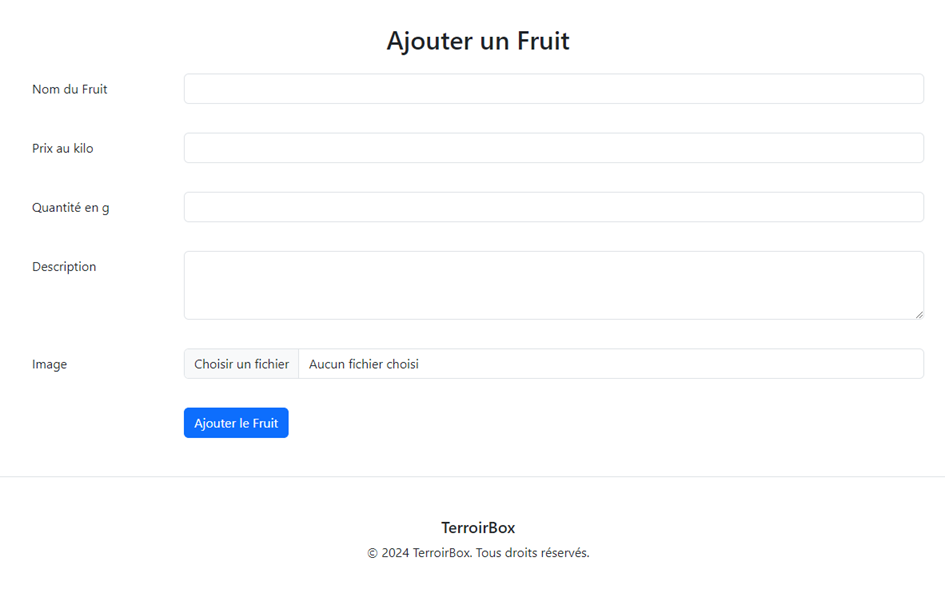 Ajouter un Fruit
Nom du Fruit
Prix au kilo
Quantité en g
Description
Image
Choisir un fichier Aucun fichier choisi
Ajouter le Fruit
TerroirBox
© 2024 TerroirBox. Tous droits réservés.